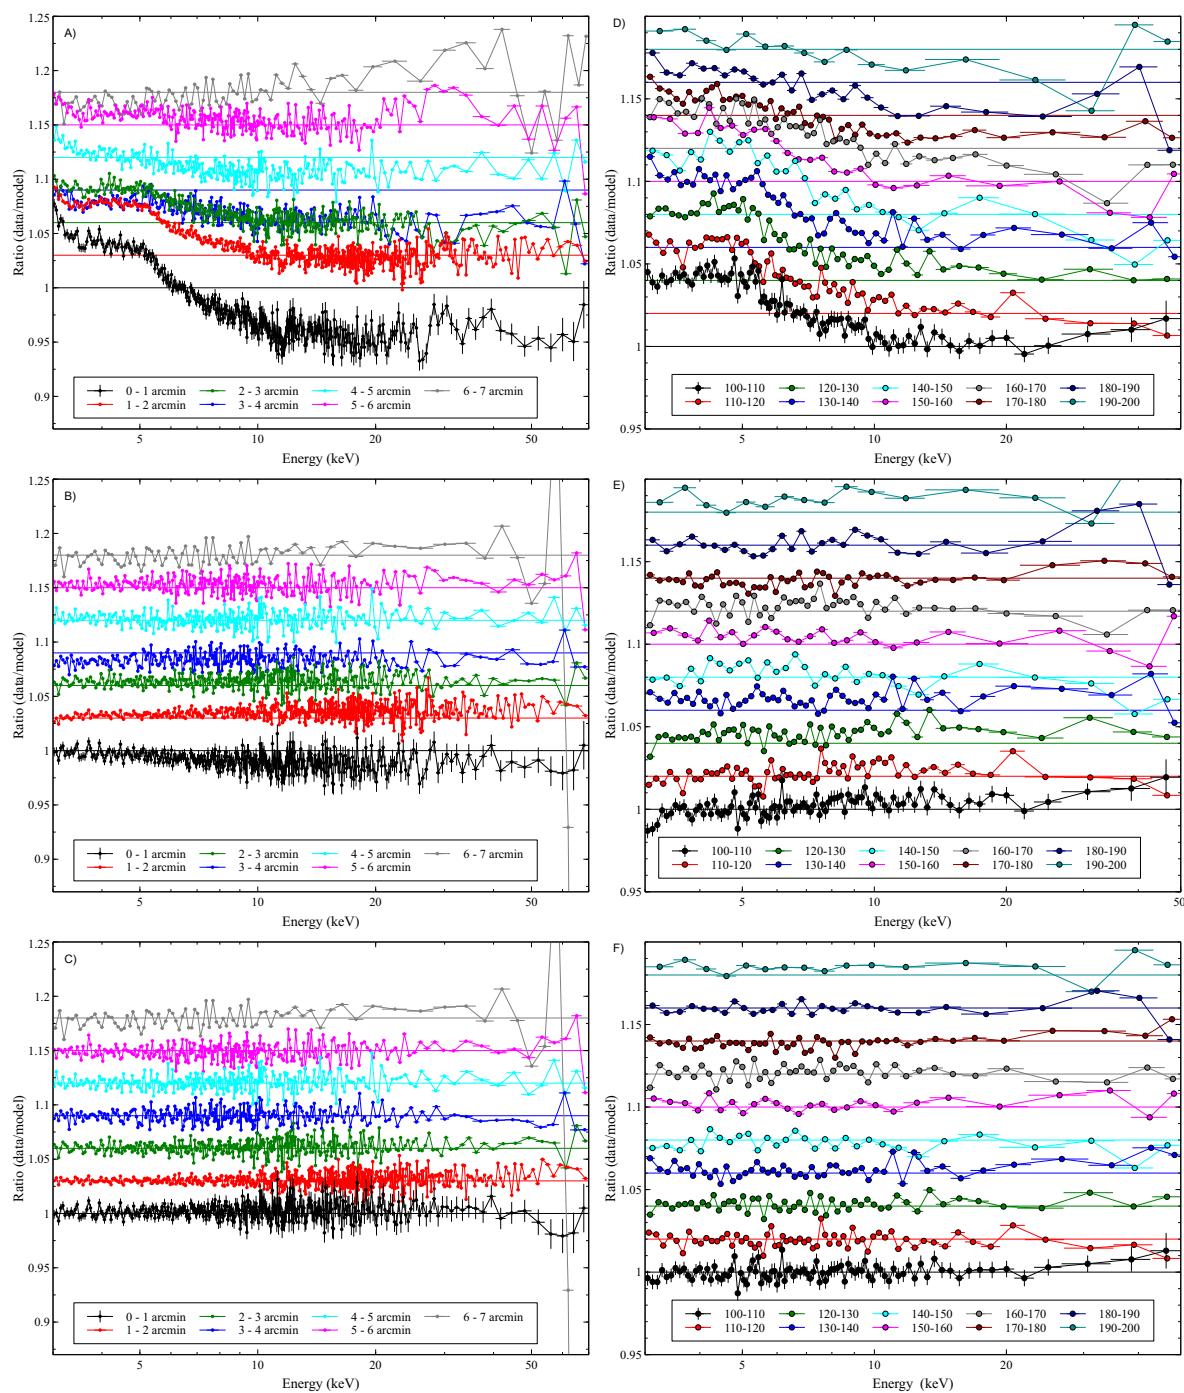 A)
1.25
1.2
1.15
1.1
1.05
1
0.95
0.9
Ratio (data/model)
0 - 1 arcmin
2 - 3 arcmin
4 - 5 arcmin
6 - 7 arcmin
1 - 2 arcmin
3 - 4 arcmin
5 - 6 arcmin
5
10
20
50
Energy (keV)
D)
1.15
1.1
1.05
1
0.95
Ratio (data/model)
100-110
120-130
140-150
160-170
180-190
110-120
130-140
150-160
170-180
190-200
5
10
20
Energy (keV)
B)
1.25
1.2
1.15
1.1
1.05
1
0.95
0.9
Ratio (data/model)
0 - 1 arcmin
2 - 3 arcmin
4 - 5 arcmin
6 - 7 arcmin
1 - 2 arcmin
3 - 4 arcmin
5 - 6 arcmin
5
10
20
50
Energy (keV)
E)
1.15
1.1
1.05
1
0.95
Ratio (data/model)
100-110
120-130
140-150
160-170
180-190
110-120
130-140
150-160
170-180
190-200
5
10
20
50
Energy (keV)
C)
1.25
1.2
1.15
1.1
1.05
1
0.95
0.9
Ratio (data/model)
0 - 1 arcmin
2 - 3 arcmin
4 - 5 arcmin
6 - 7 arcmin
1 - 2 arcmin
3 - 4 arcmin
5 - 6 arcmin
5
10
20
50
Energy (keV)
F)
1.15
1.1
1.05
1
0.95
Ratio (data/model)
100-110
120-130
140-150
160-170
180-190
110-120
130-140
150-160
170-180
190-200
5
10
20
Energy (keV)